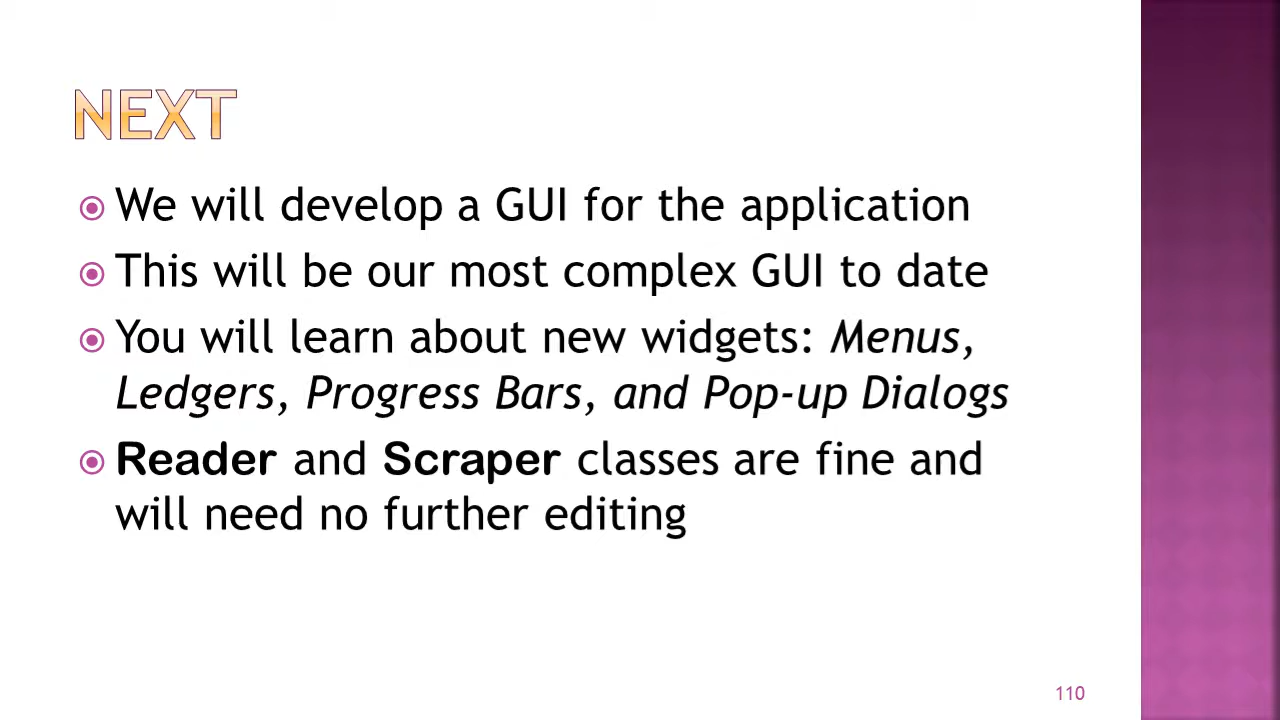 NEXT
We will develop a GUI for the application
This will be our most complex GUI to date
You will learn about new widgets: Menus,
Ledgers, Progress Bars, and Pop-up Dialogs
Reader and Scraper classes are fine and
will need no further editing
110